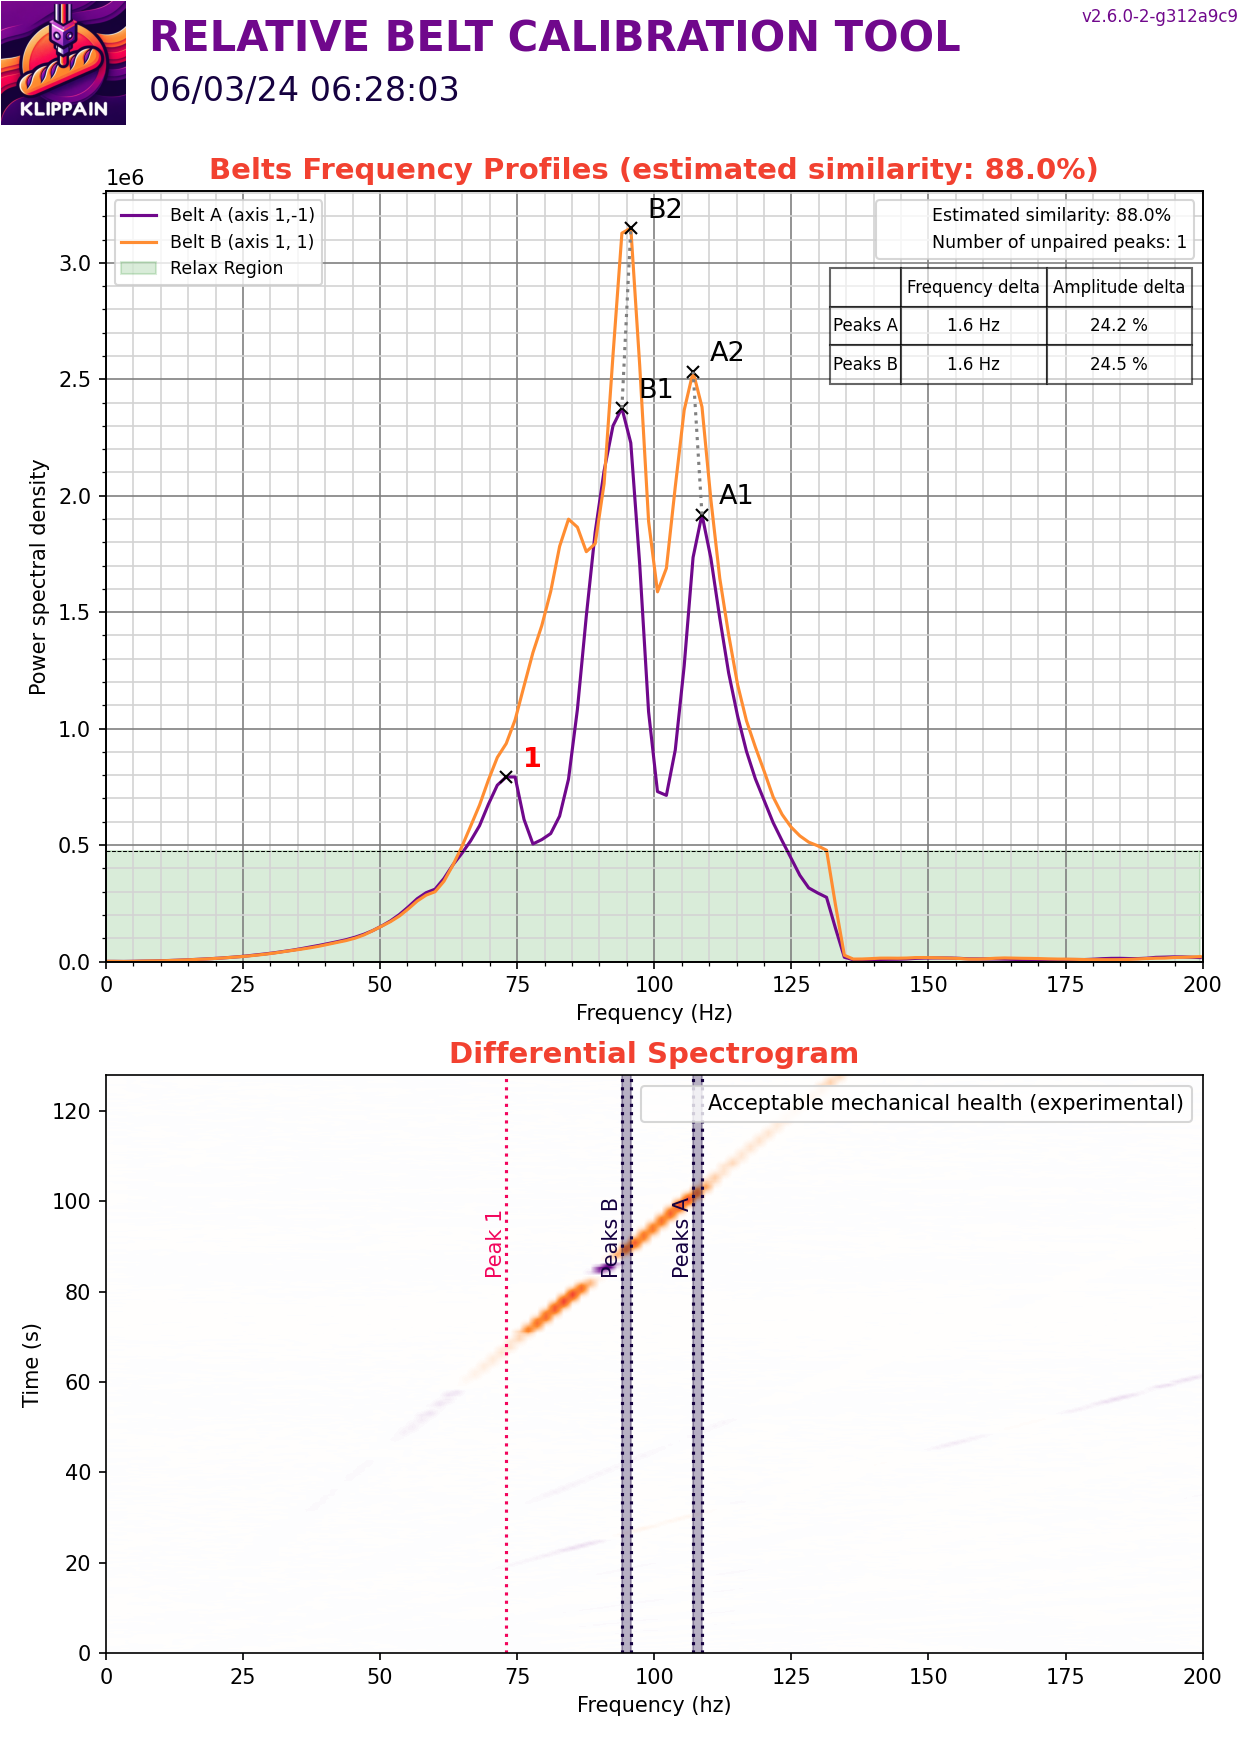 v2.6.0-2-g312a9c9
RELATIVE BELT CALIBRATION TOOL
06/03/24 06:28:03
KLIPPAIN
Belts Frequency Profiles (estimated similarity: 88.0%)
1e6
Belt A (axis 1,-1)
Belt B (axis 1, 1)
Relax Region
Estimated similarity: 88.0%
Number of unpaired peaks: 1
Frequency delta Amplitude delta
Peaks A 1.6 Hz 24.2 %
Peaks B 1.6 Hz 24.5 %
B2
A2
B1
A1
1
Power spectral density
3.0
2.5
2.0
1.5
1.0
0.5
0.0
0 25 50 75 100 125 150 175 200
Frequency (Hz)
Differential Spectrogram
Acceptable mechanical health (experimental)
Peak 1
Peaks B
Peaks A
Time (s)
120
100
80
60
40
20
0
0 25 50 75 100 125 150 175 200
Frequency (hz)